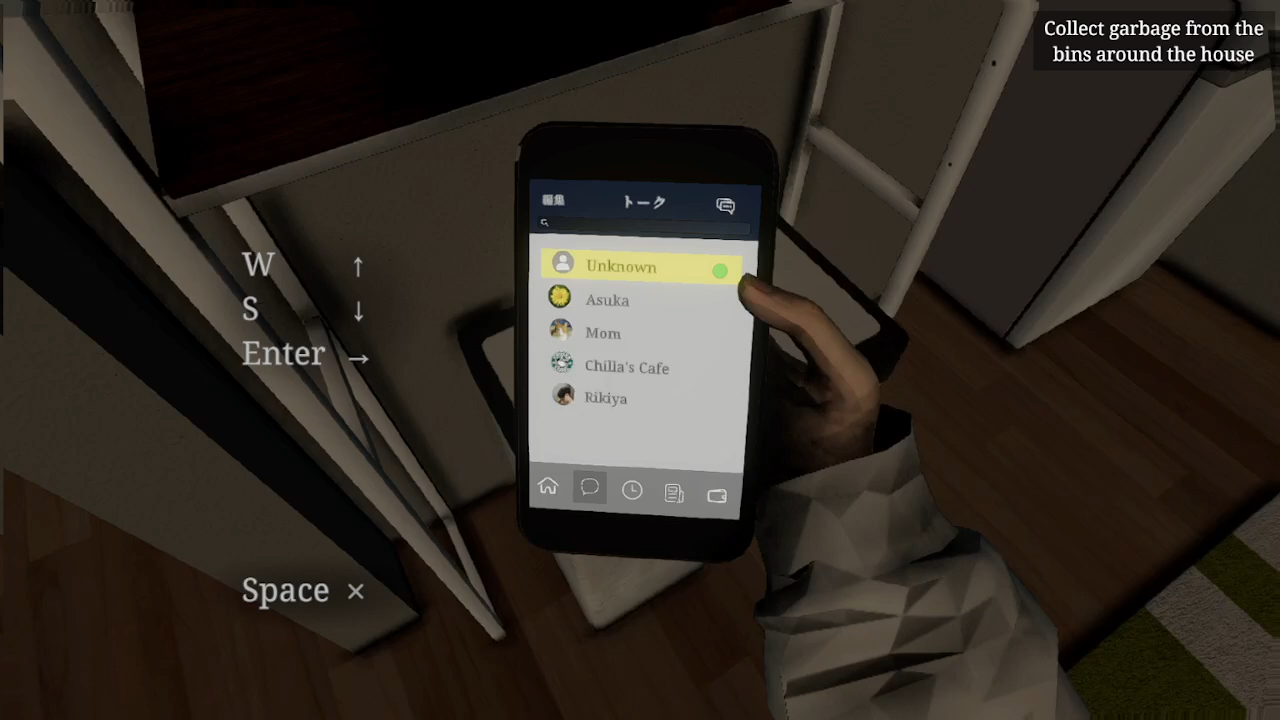 Collect garbage from the
bins around the house
編集
トーク
Unknown
Asuka
Mom
Chilla's Cafe
Rikiya
W ↑
S ↓
Enter →
Space ×